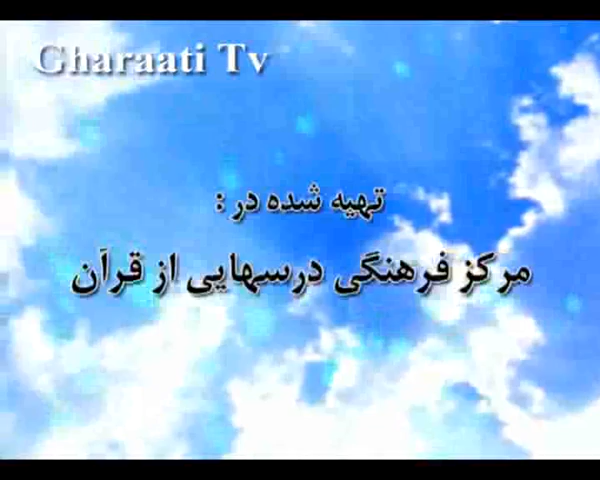 Gharaati Tv
تهیه شده در :
مرکز فرهنگی درسهایی از قرآن